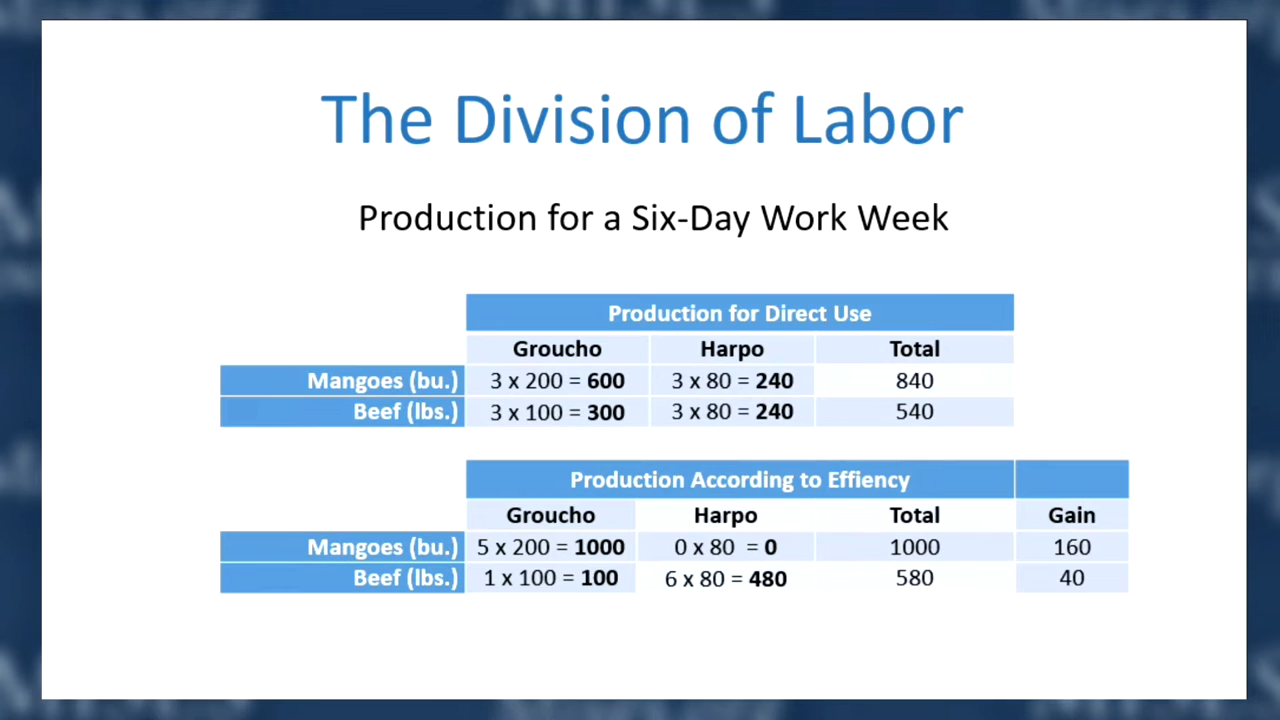 The Division of Labor
Production for a Six-Day Work Week
Production for Direct Use
Groucho Harpo Total
Mangoes (bu.) 3 x 200 = 600 3 x 80 = 240 840
Beef (lbs.) 3 x 100 = 300 3 x 80 = 240 540
Production According to Effiency
Groucho Harpo Total Gain
Mangoes (bu.) 5 x 200 = 1000 0 x 80 = 0 1000 160
Beef (lbs.) 1 x 100 = 100 6 x 80 = 480 580 40